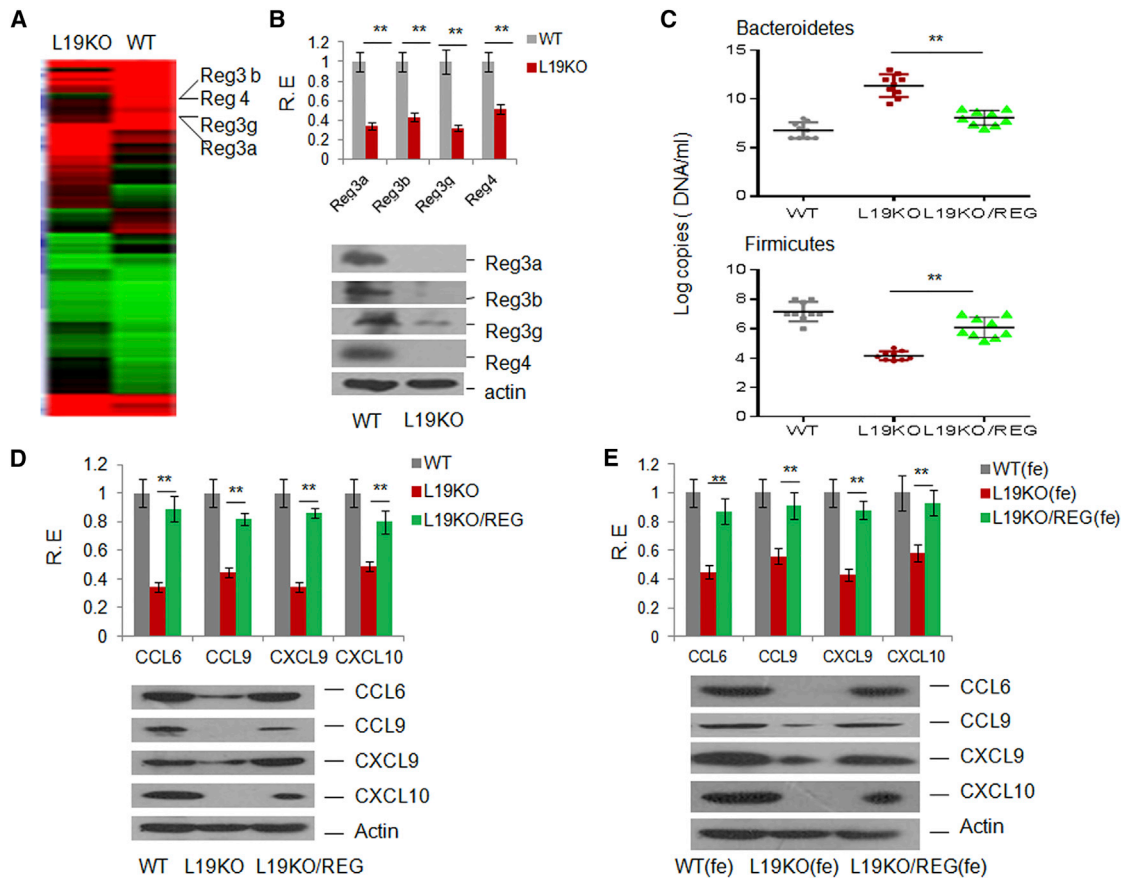 A
L19KO WT
Reg3 b
Reg 4
Reg3g
Reg3a
B
** ** ** **
WT
L19KO
R.E
1.2
1
0.8
0.6
0.4
0.2
0
Reg3a Reg3b Reg3g Reg4
Reg3a
Reg3b
Reg3g
Reg4
actin
WT L19KO
C
Bacteroidetes
**
15
10
15
0
WT L19KO L19KO/REG
Log copies ( DNA/ml)
Firmicutes
**
10
8
6
4
2
0
WT L19KO L19KO/REG
D
WT
L19KO
L19KO/REG
** ** ** **
R.E
1.2
1
0.8
0.6
0.4
0.2
0
CCL6 CCL9 CXCL9 CXCL10
CCL6
CCL9
CXCL9
CXCL10
Actin
WT L19KO L19KO/REG
E
WT(fe)
L19KO(fe)
L19KO/REG(fe)
** ** ** **
R.E
1.2
1
0.8
0.6
0.4
0.2
0
CCL6 CCL9 CXCL9 CXCL10
CCL6
CCL9
CXCL9
CXCL10
Actin
WT(fe) L19KO(fe) L19KO/REG(fe)